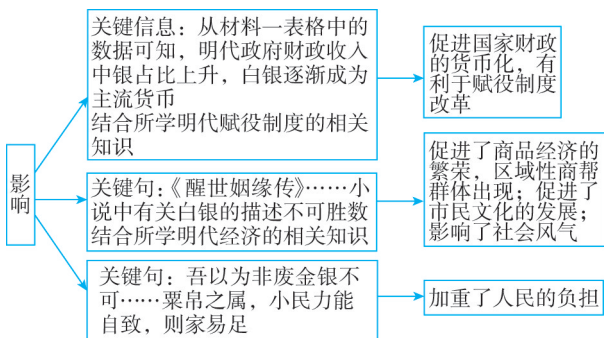 影响
关键信息：从材料一表格中的
数据可知，明代政府财政收入
中银占比上升，白银逐渐成为
主流货币
结合所学明代赋役制度的相关
知识
促进国家财政
的货币化，有
利于赋役制度
改革
关键句：《醒世姻缘传》……小
说中有关白银的描述不可胜数
结合所学明代经济的相关知识
促进了商品经济的
繁荣，区域性商帮
群体出现；促进了
市民文化的发展；
影响了社会风气
关键句：吾以为非废金银不
可……粟帛之属，小民力能
自致，则家易足
加重了人民的负担